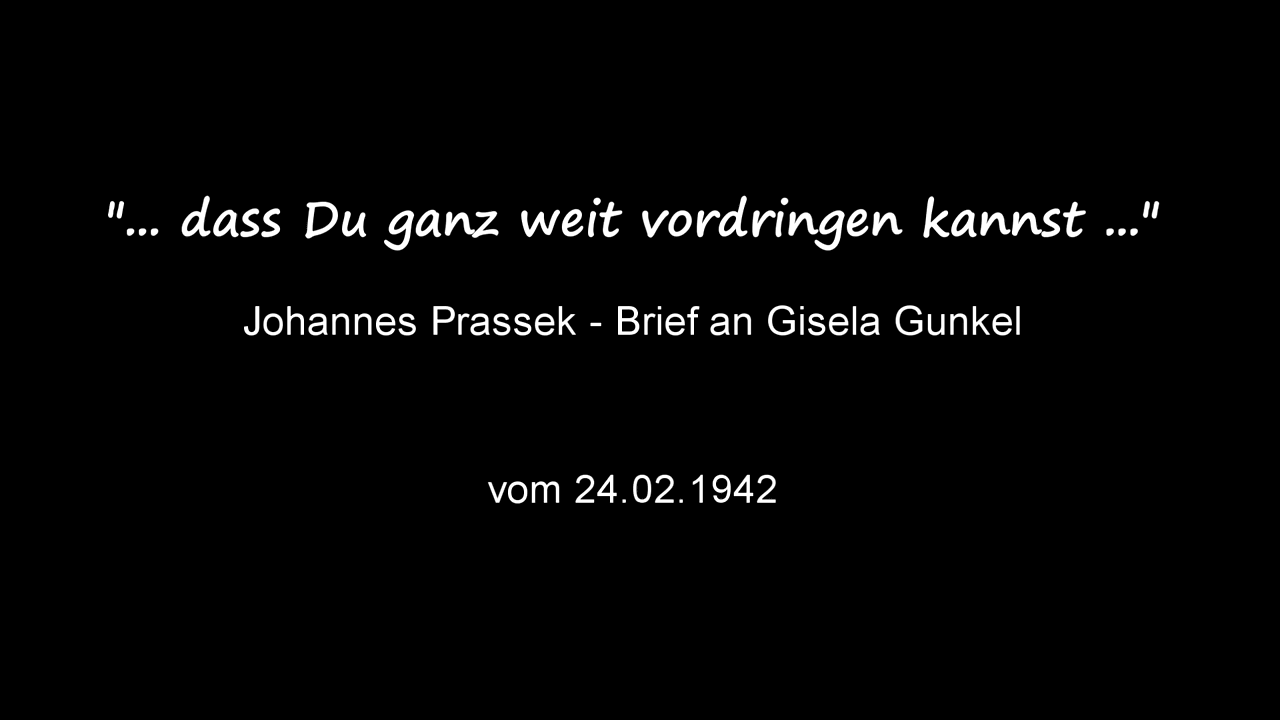 "... dass Du ganz weit vordringen kannst ..."
Johannes Prassek - Brief an Gisela Gunkel
vom 24.02.1942